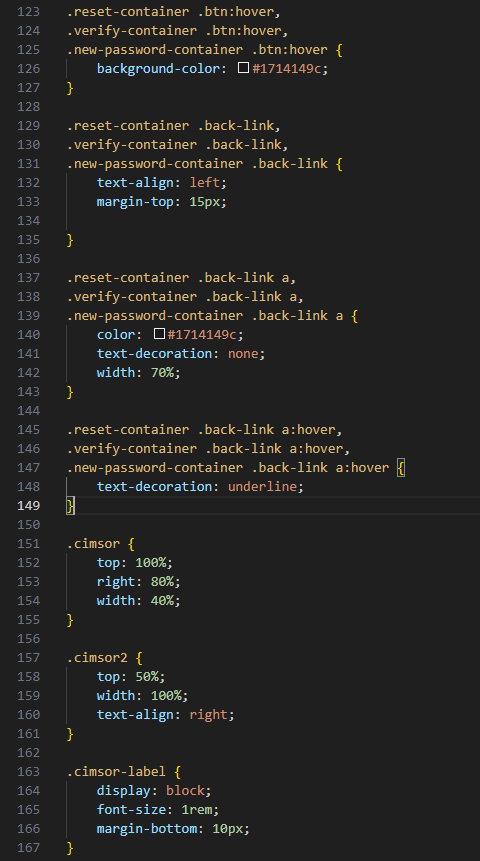 123 .reset-container .btn:hover,
124 .verify-container .btn:hover,
125 .new-password-container .btn:hover {
126     background-color: #1714149c;
127 }
128
129 .reset-container .back-link,
130 .verify-container .back-link,
131 .new-password-container .back-link {
132     text-align: left;
133     margin-top: 15px;
134
135 }
136
137 .reset-container .back-link a,
138 .verify-container .back-link a,
139 .new-password-container .back-link a {
140     color: #1714149c;
141     text-decoration: none;
142     width: 70%;
143 }
144
145 .reset-container .back-link a:hover,
146 .verify-container .back-link a:hover,
147 .new-password-container .back-link a:hover {
148     text-decoration: underline;
149 }
150
151 .cimsor {
152     top: 100%;
153     right: 80%;
154     width: 40%;
155 }
156
157 .cimsor2 {
158     top: 50%;
159     width: 100%;
160     text-align: right;
161 }
162
163 .cimsor-label {
164     display: block;
165     font-size: 1rem;
166     margin-bottom: 10px;
167 }